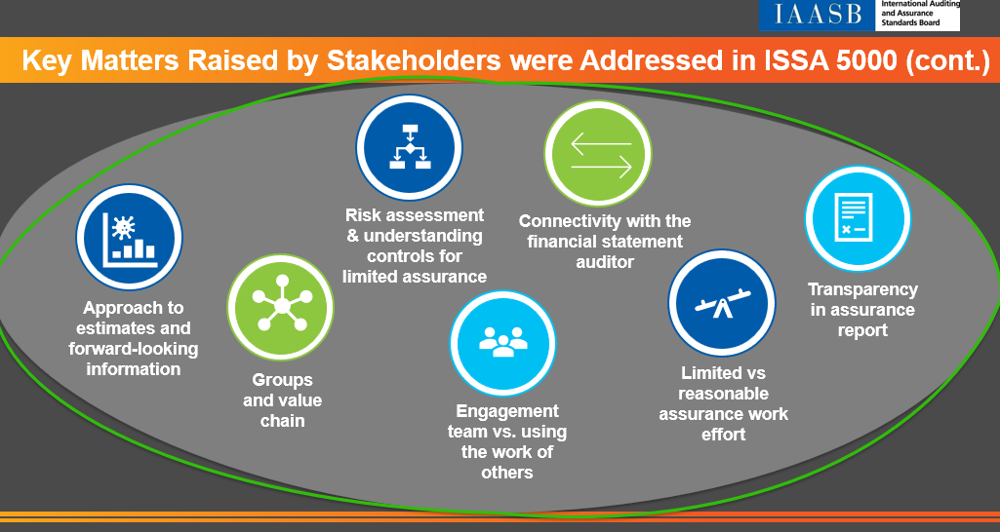 IAASB
International Auditing
and Assurance
Standards Board
Key Matters Raised by Stakeholders were Addressed in ISSA 5000 (cont.)
Approach to
estimates and
forward-looking
information
Groups
and value
chain
Risk assessment
& understanding
controls for
limited assurance
Engagement
team vs. using
the work of
others
Connectivity with the
financial statement
auditor
Limited vs
reasonable
assurance work
effort
Transparency
in assurance
report